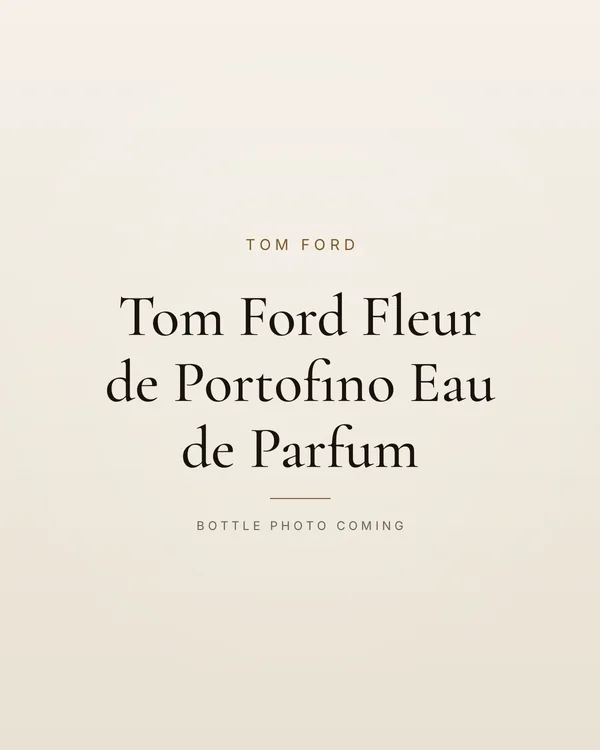 TOM FORD
Tom Ford Fleur
de Portofino Eau
de Parfum
BOTTLE PHOTO COMING